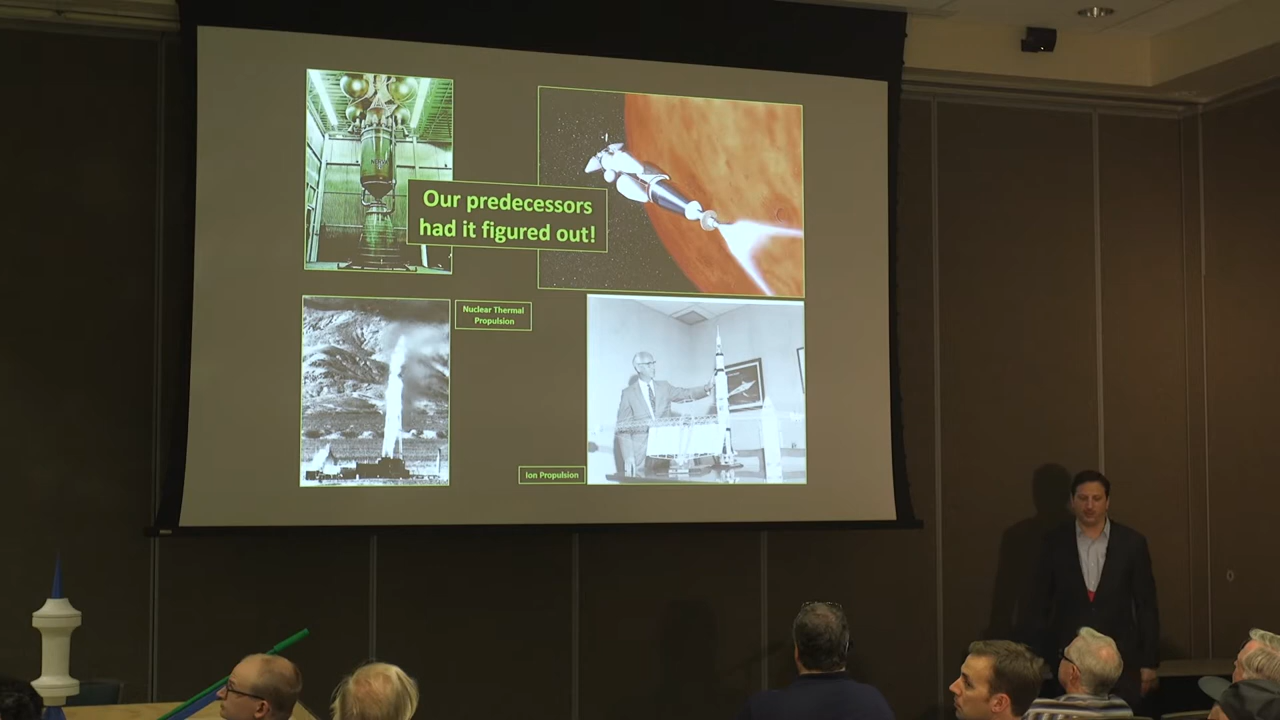 Our predecessors
had it figured out!
Nuclear Thermal
Propulsion
Ion Propulsion